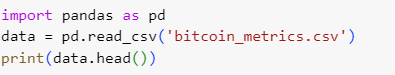 import pandas as pd
data = pd.read_csv('bitcoin_metrics.csv')
print(data.head())